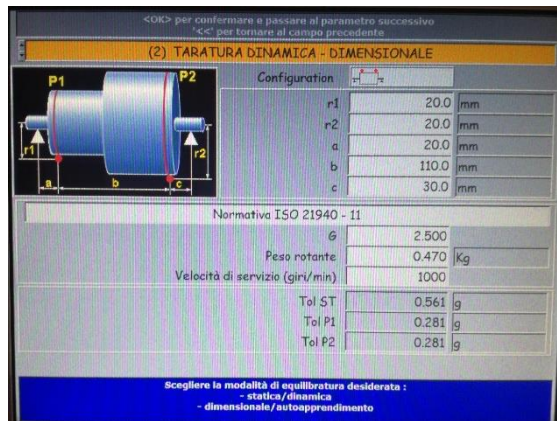 <OK> per confermare e passare al parametro successivo
'<<' per tornare al campo precedente
(2) TARATURA DINAMICA - DIMENSIONALE
P1
P2
r1
r2
a
b
c
Configuration
r1 20.0 mm
r2 20.0 mm
a 20.0 mm
b 110.0 mm
c 30.0 mm
Normativa ISO 21940 - 11
G 2.500
Peso rotante 0.470 Kg
Velocità di servizio (giri/min) 1000
Tol ST 0.561 g
Tol P1 0.281 g
Tol P2 0.281 g
Scegliere la modalità di equilibratura desiderata :
- statica/dinamica
- dimensionale/autoapprendimento